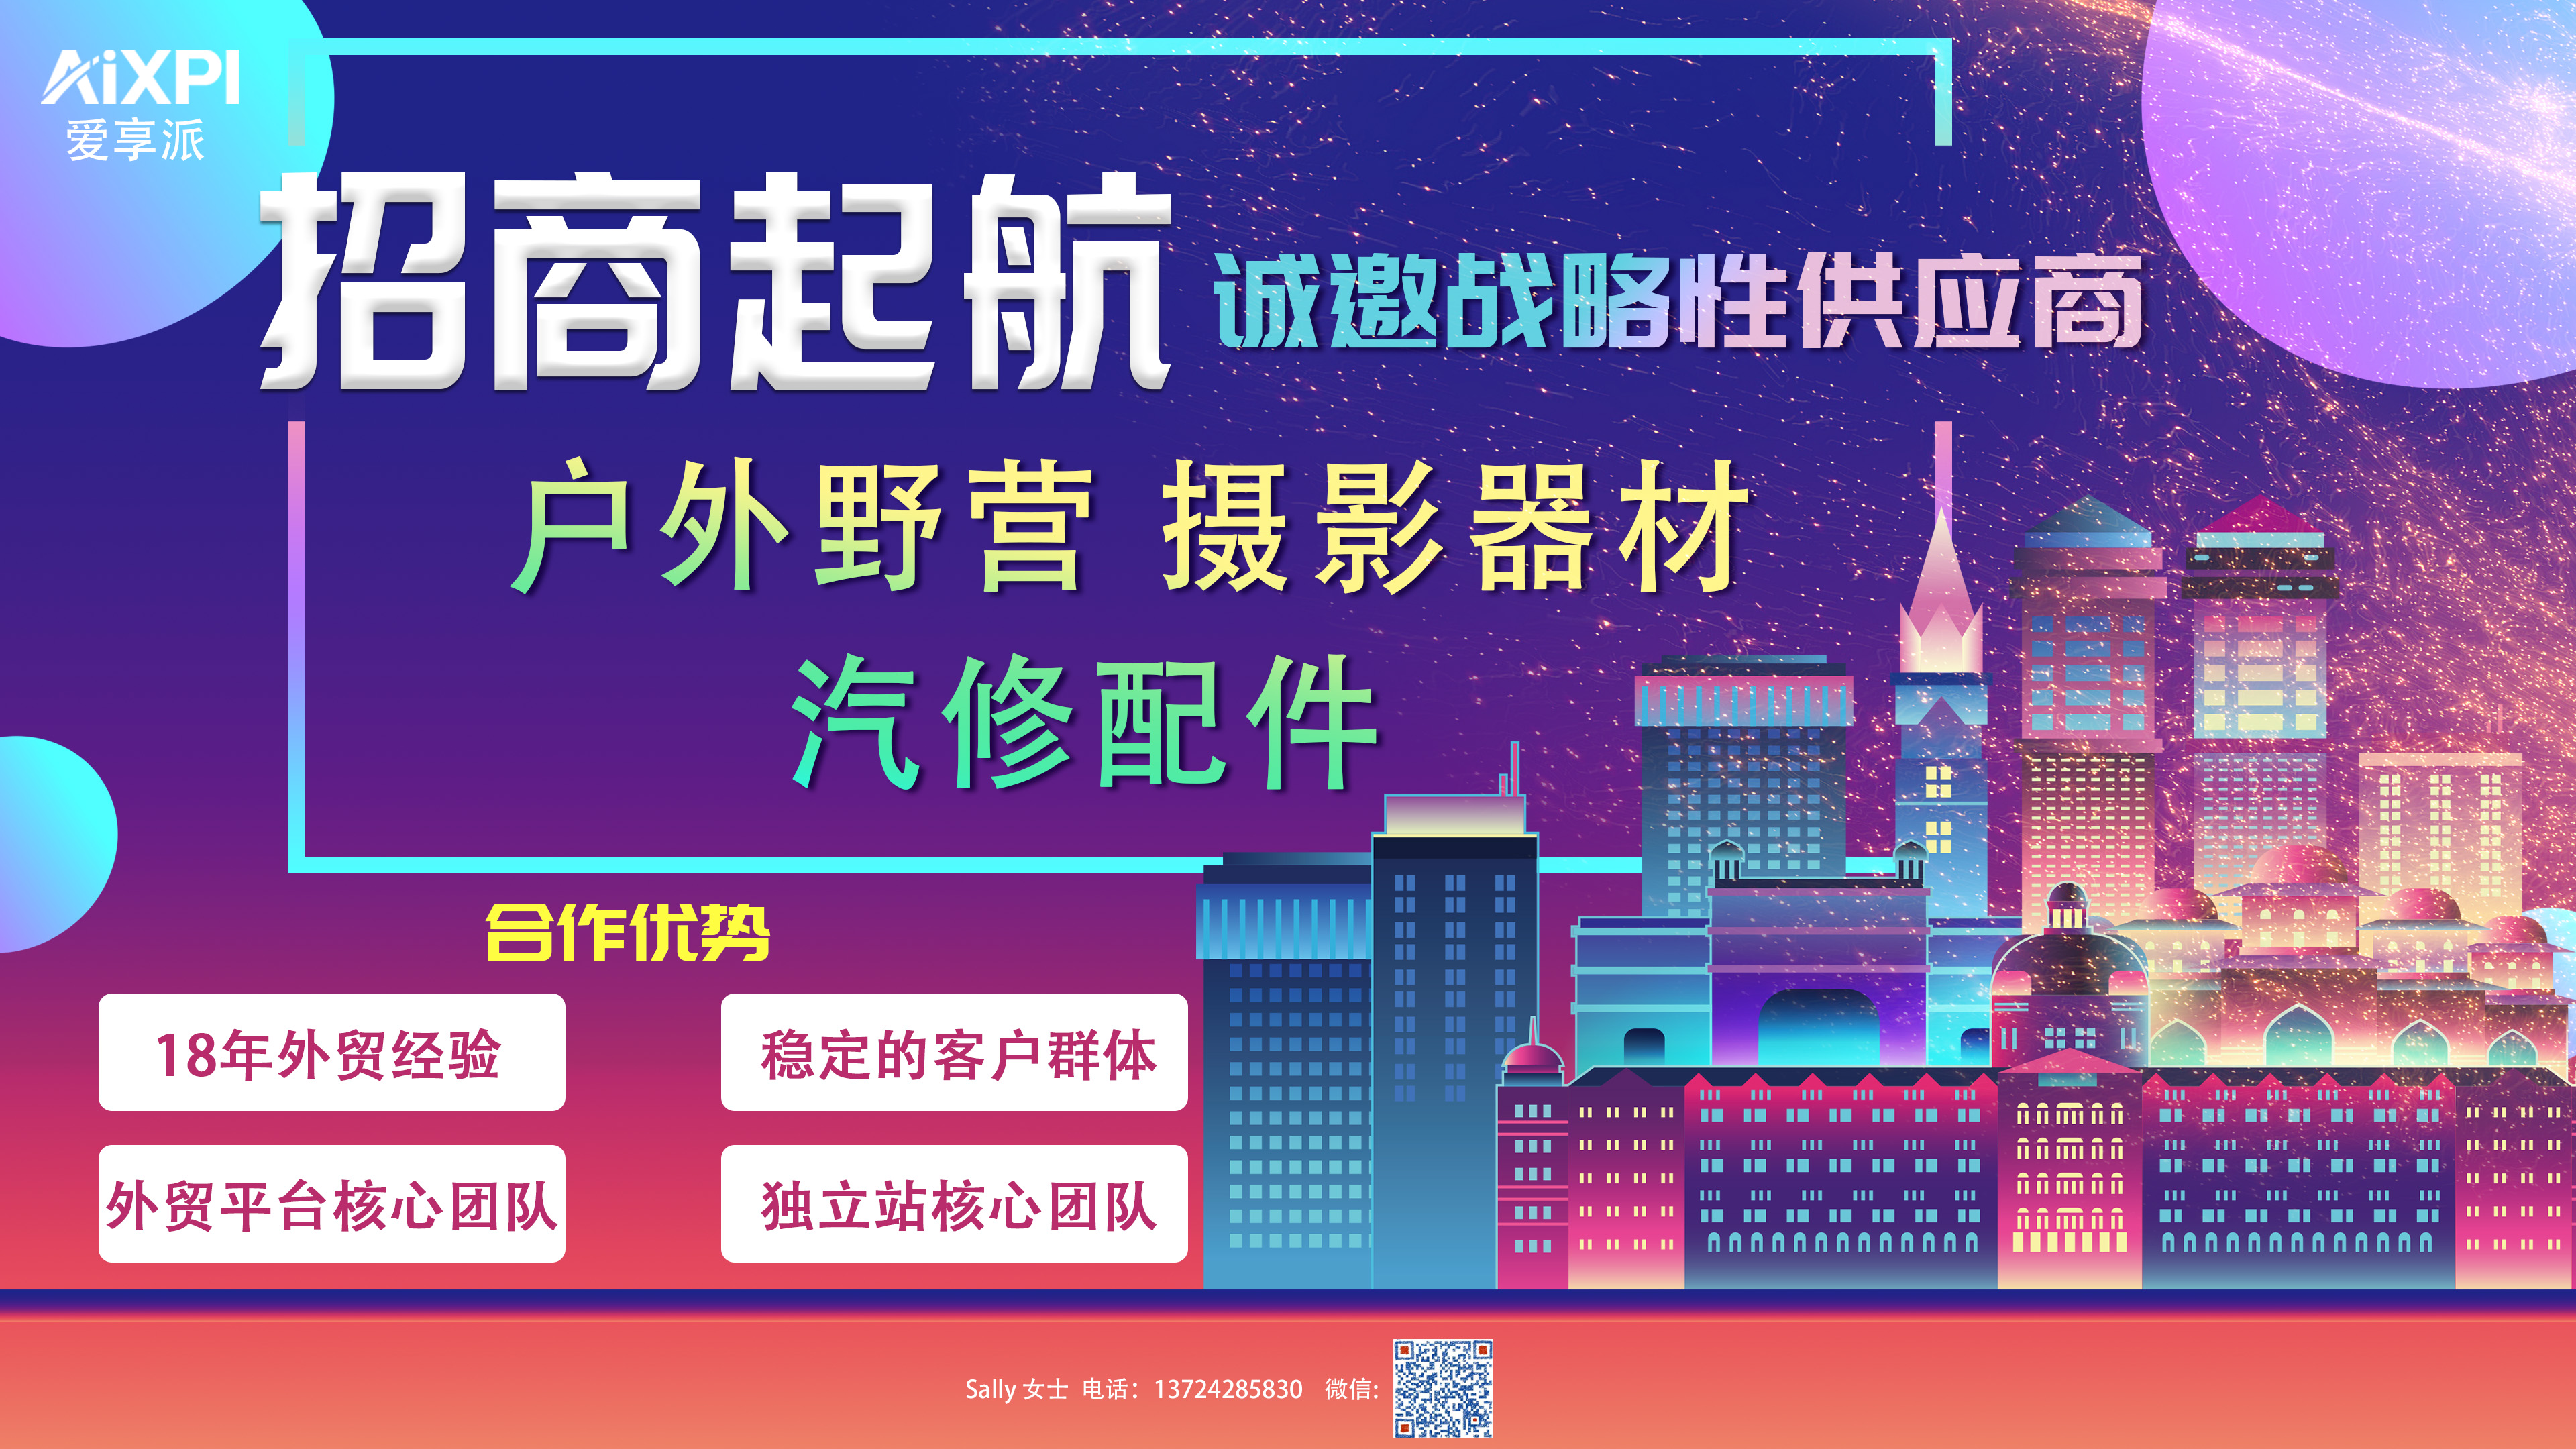 AiXPI
爱享派
招商起航 诚邀战略性供应商
户外野营 摄影器材
汽修配件
合作优势
18年外贸经验
稳定的客户群体
外贸平台核心团队
独立站核心团队
Sally 女士 电话：13724285830 微信: